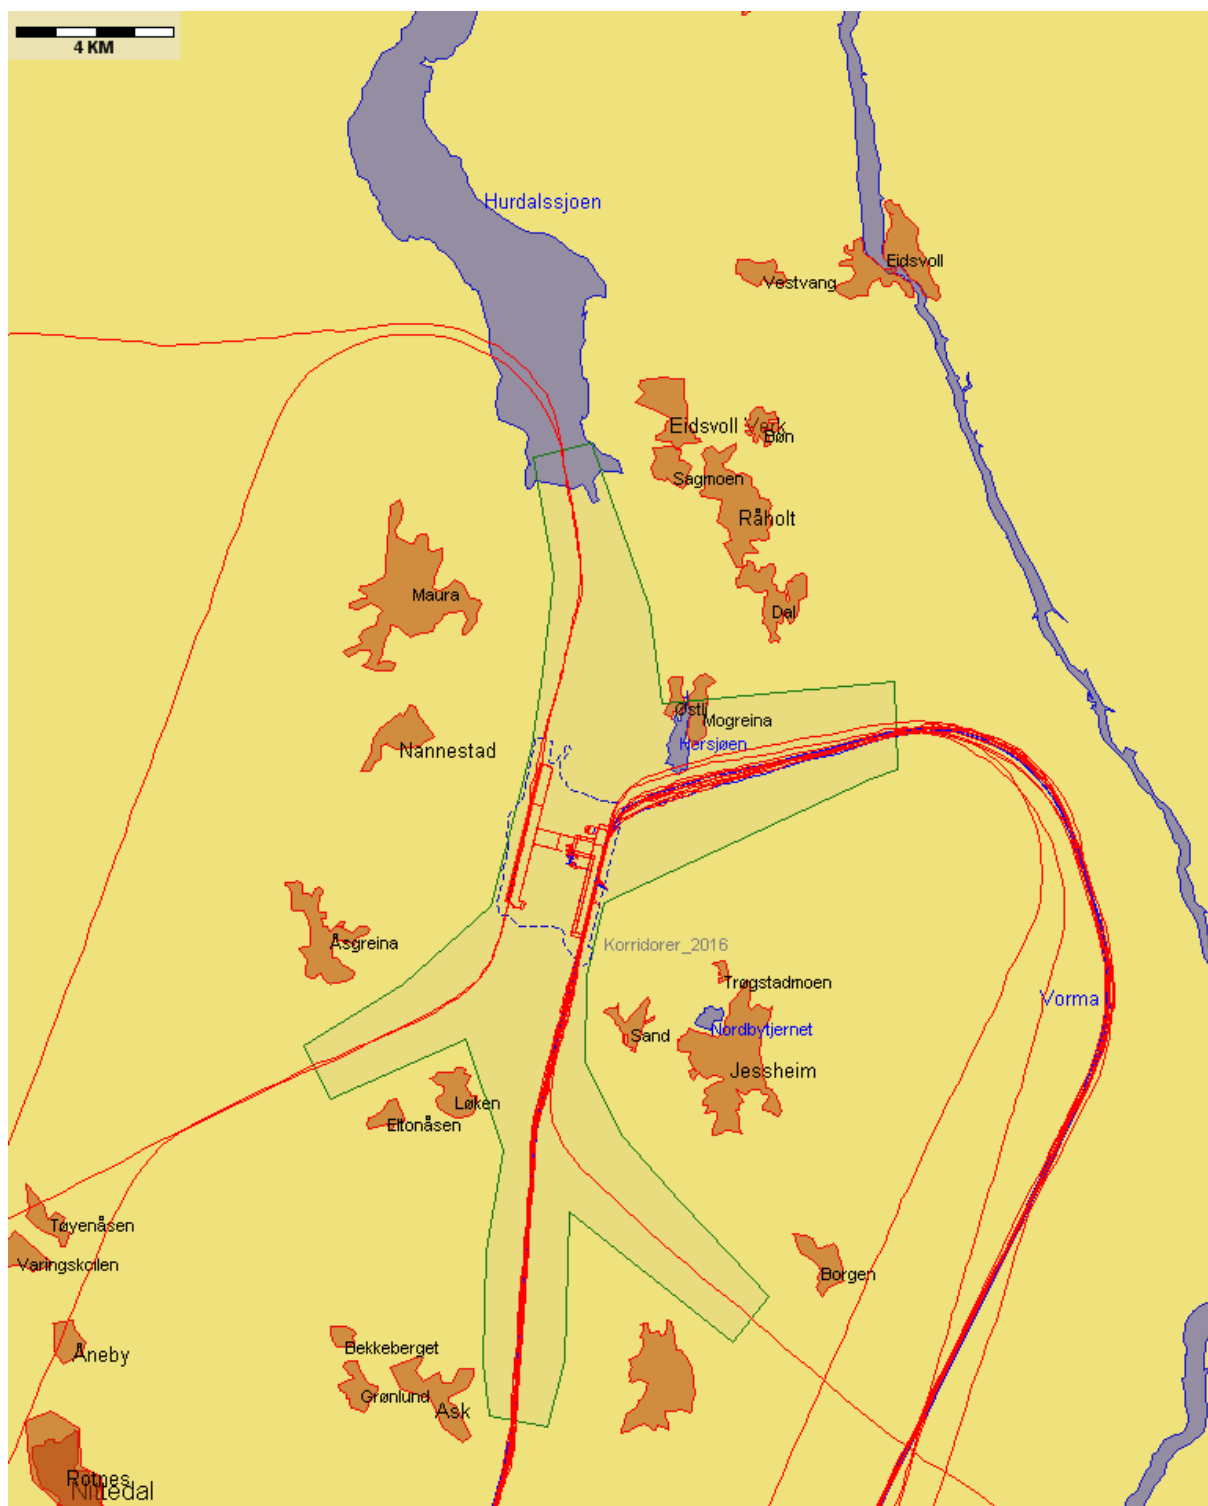 4 KM
Hurdalssjoen
Eidsvoll
Vestvang
Eidsvoll Verk
Bøn
Sagmoen
Råholt
Maura
Dal
Østli
Mogreina
Hersjøen
Nannestad
Åsgreina
Korridorer_2016
Trøgstadmoen
Vorma
Nordbytjernet
Sand
Jessheim
Løken
Eltonåsen
Tøyenåsen
Varingskollen
Borgen
Åneby
Bekkeberget
Grønlund
Ask
Rotnes
Nittedal